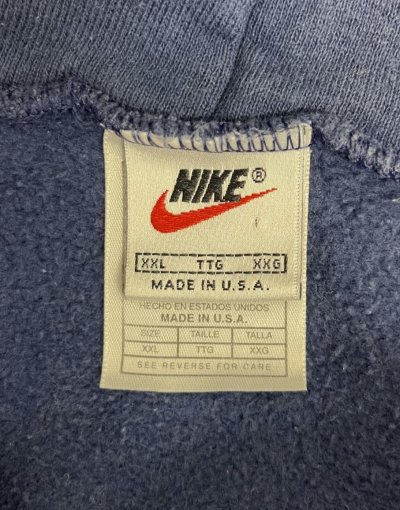 NIKE®
XXL TTG XXG
MADE IN U.S.A.
HECHO EN ESTADOS UNIDOS
MADE IN U.S.A.
SIZE TAILLE TALLA
XXL TTG XXG
SEE REVERSE FOR CARE